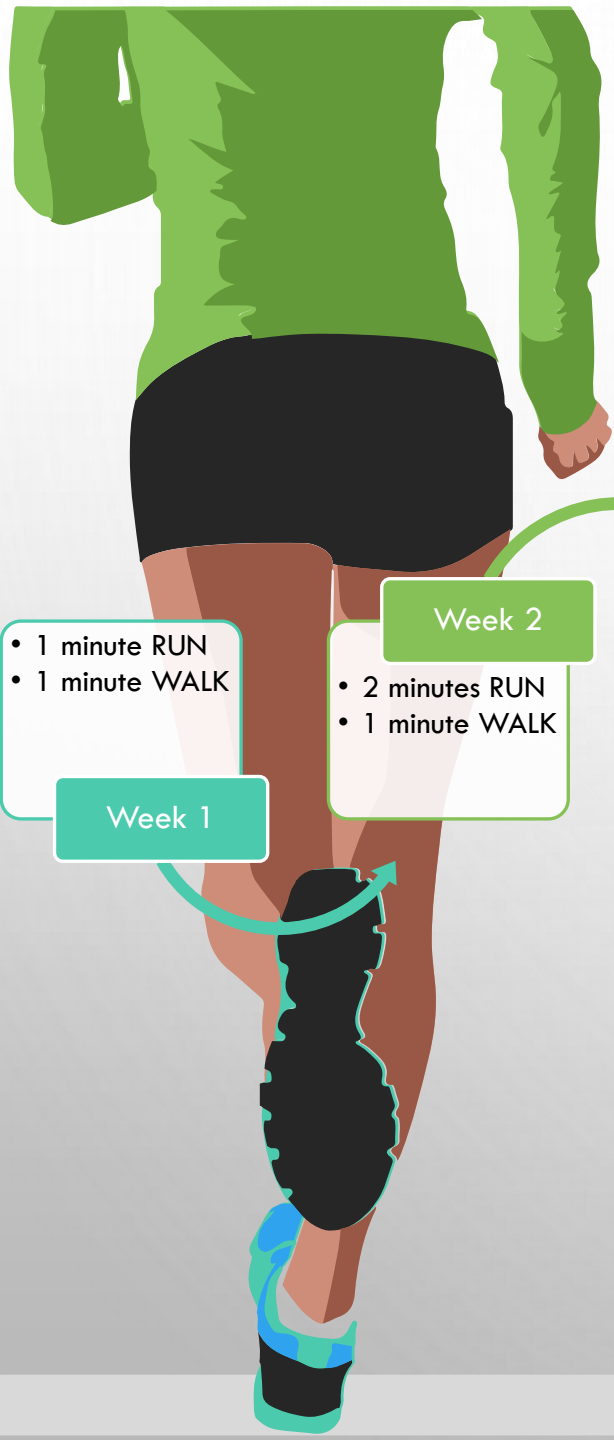 • 1 minute RUN
• 1 minute WALK
Week 1
Week 2
• 2 minutes RUN
• 1 minute WALK